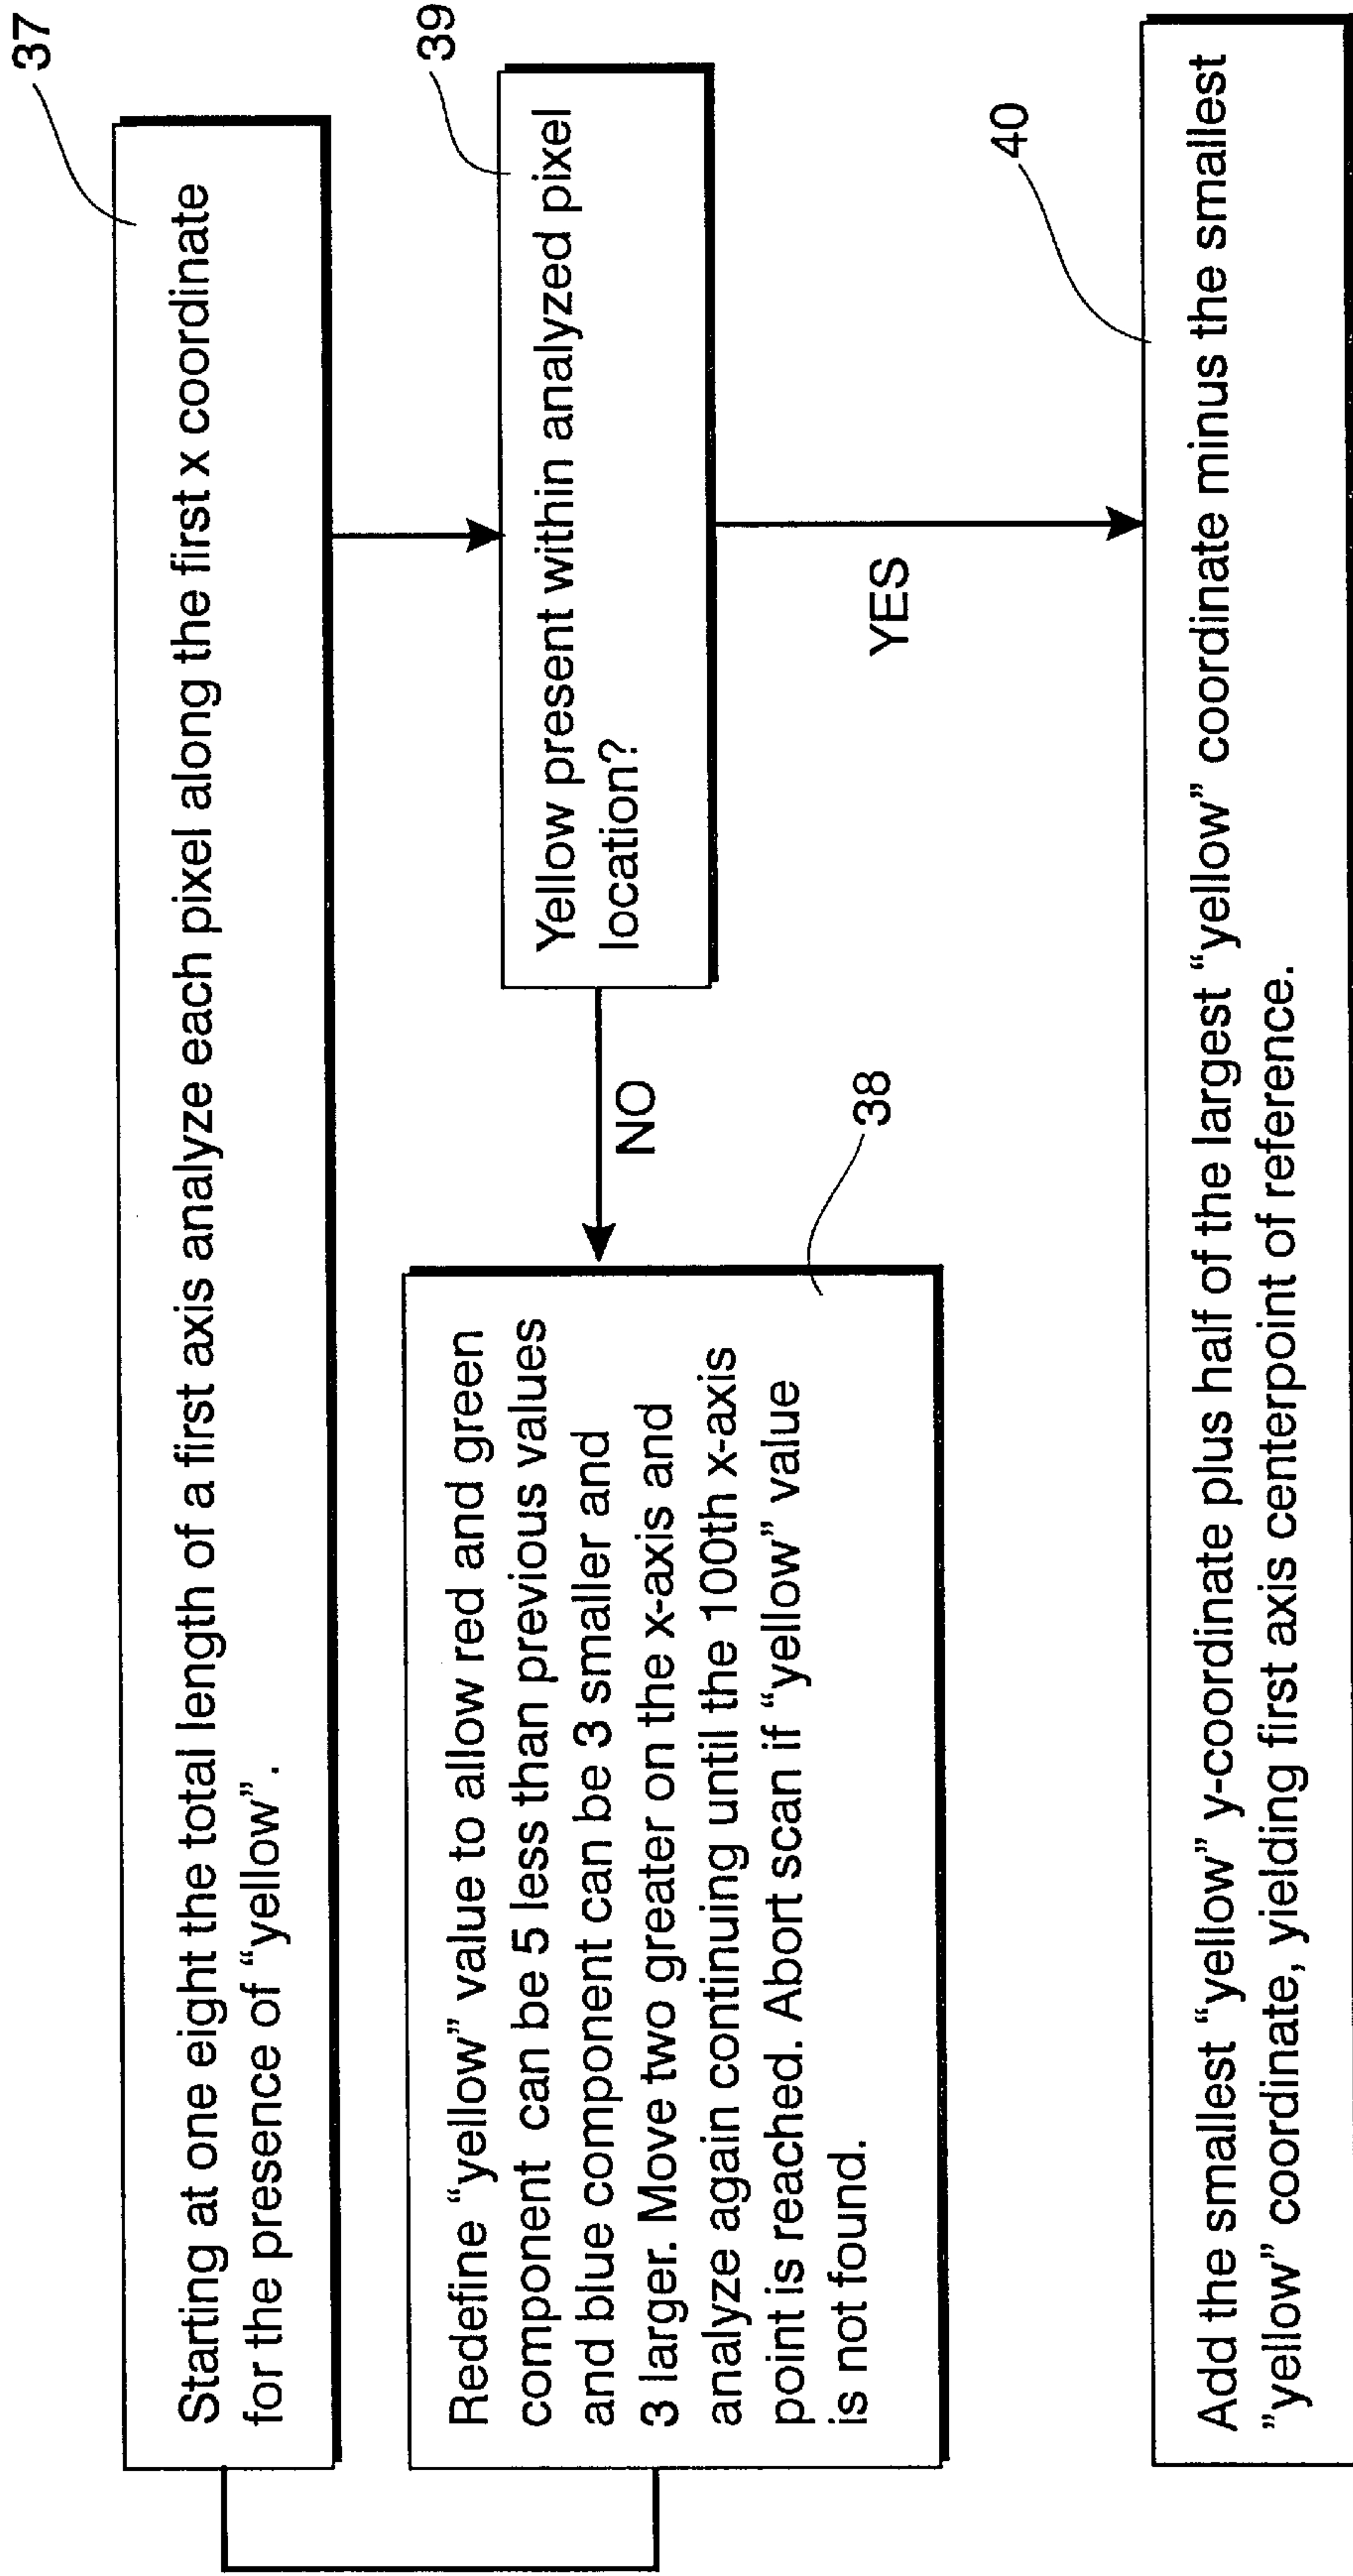 37
Starting at one eight the total length of a first axis analyze each pixel along the first x coordinate
for the presence of “yellow”.
39
Yellow present within analyzed pixel
location?
NO
Redefine “yellow” value to allow red and green
component can be 5 less than previous values
and blue component can be 3 smaller and
3 larger. Move two greater on the x-axis and
analyze again continuing until the 100th x-axis
point is reached. Abort scan if “yellow” value
is not found.
38
YES
40
Add the smallest “yellow” y-coordinate plus half of the largest “yellow” coordinate minus the smallest
”yellow” coordinate, yielding first axis centerpoint of reference.